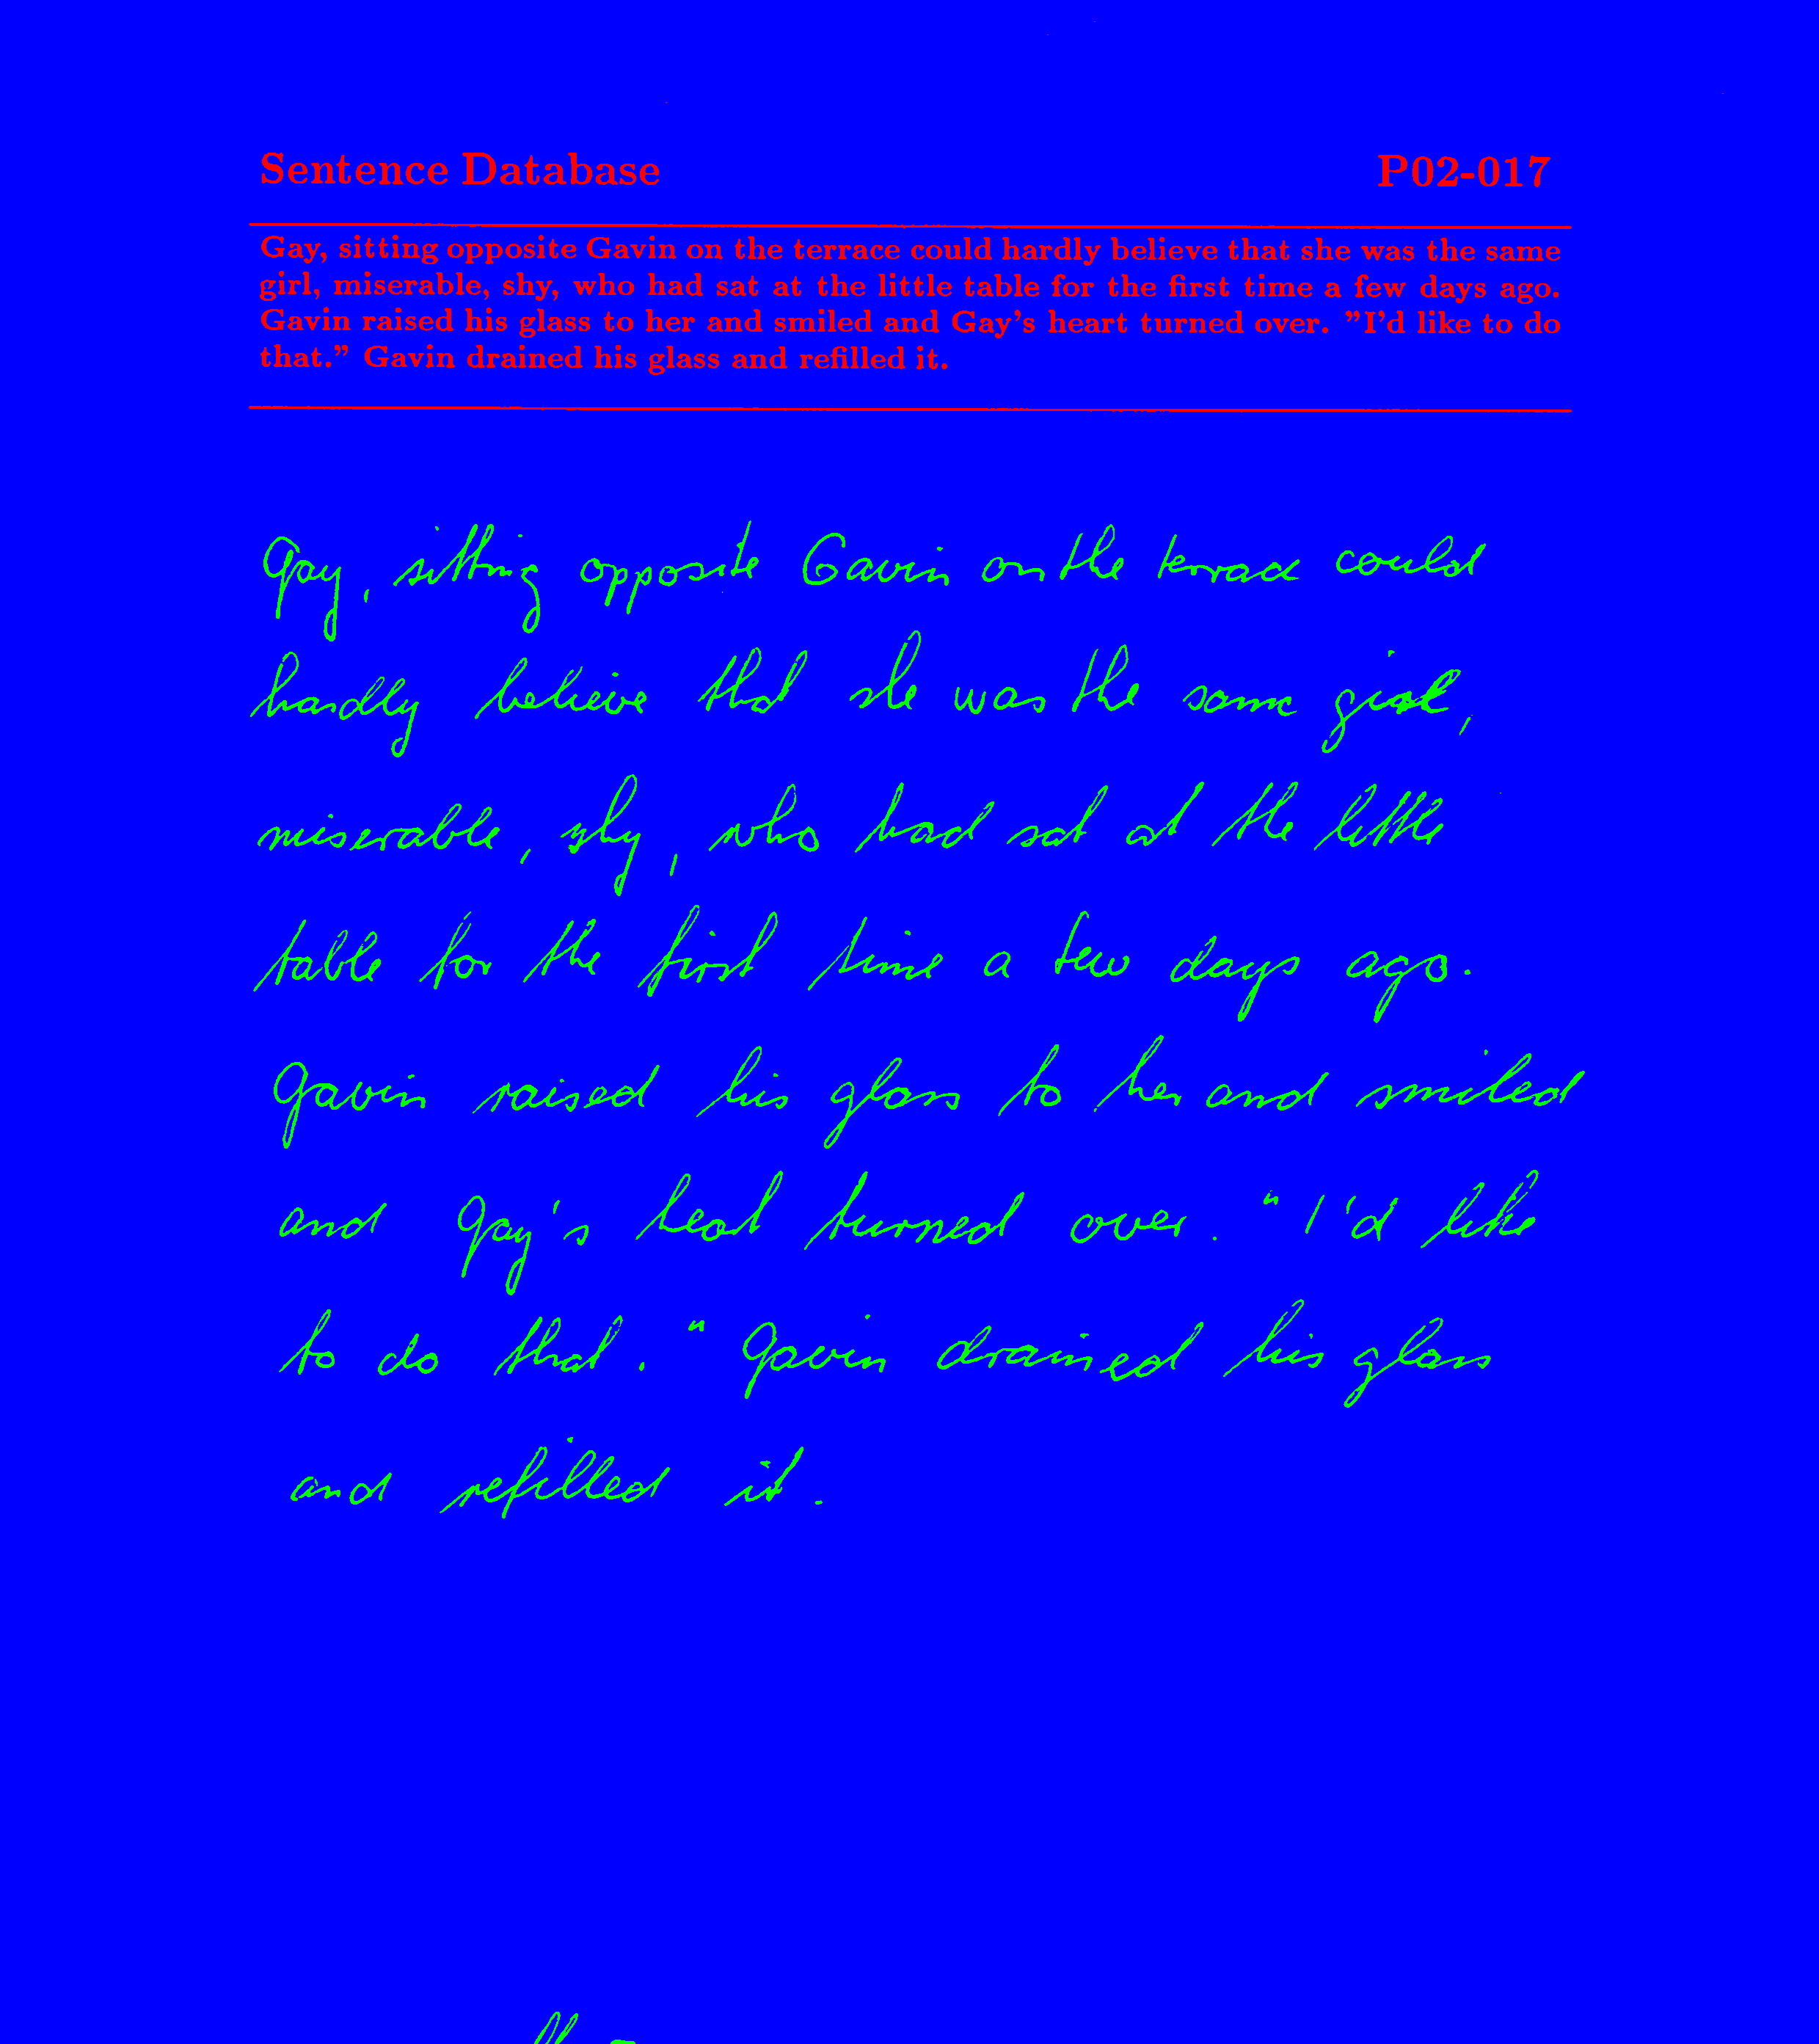 Sentence Database P02-017
Gay, sitting opposite Gavin on the terrace could hardly believe that she was the same
girl, miserable, shy, who had sat at the little table for the first time a few days ago.
Gavin raised his glass to her and smiled and Gay's heart turned over. "I'd like to do
that." Gavin drained his glass and refilled it.
Gay, sitting opposite Gavin on the terrace could
hardly believe that she was the same girl,
miserable, shy, who had sat at the little
table for the first time a few days ago.
Gavin raised his glass to her and smiled
and Gay's heart turned over. "I'd like
to do that." Gavin drained his glass
and refilled it.